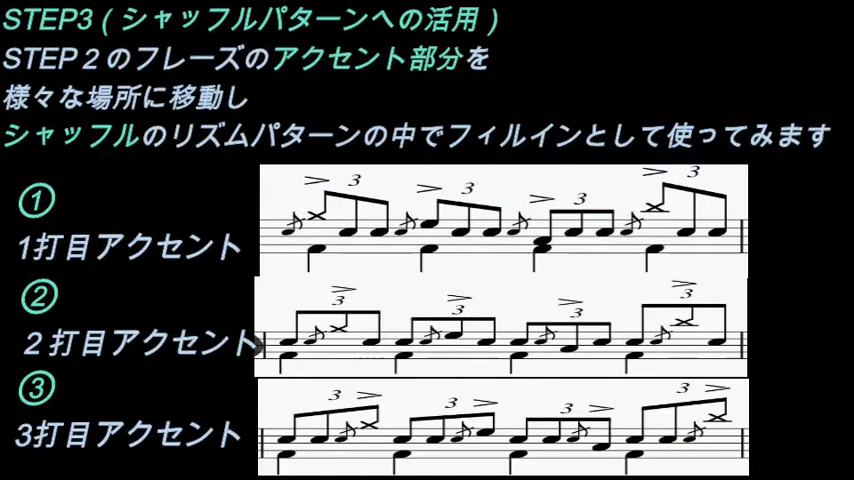 STEP3（シャッフルパターンへの活用）
STEP２のフレーズのアクセント部分を
様々な場所に移動し
シャッフルのリズムパターンの中でフィルインとして使ってみます
①
1打目アクセント
3 3 3 3
②
２打目アクセント
3 3 3 3
③
3打目アクセント
3 3 3 3